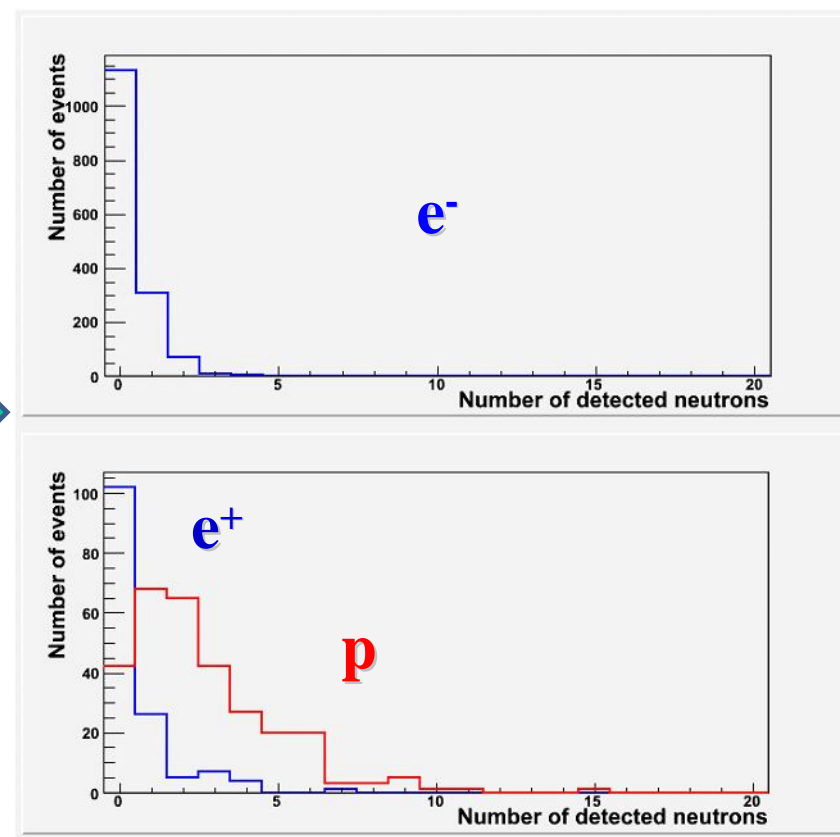 Number of events
1000
800
600
400
200
0
e⁻
0 5 10 15 20
Number of detected neutrons
Number of events
100
80
60
40
20
0
e⁺
p
0 5 10 15 20
Number of detected neutrons